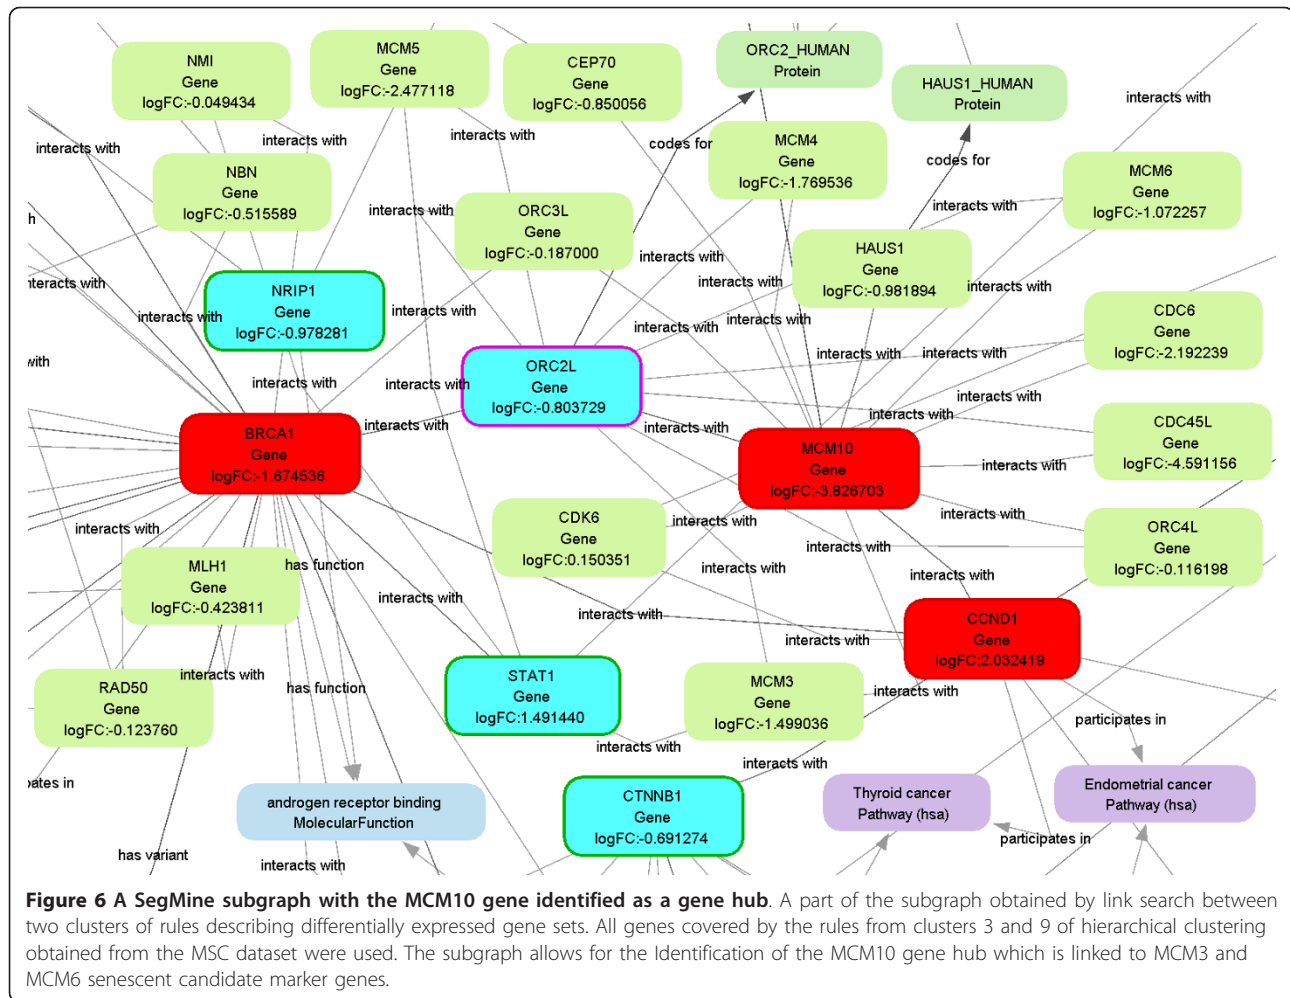 NMI
Gene
logFC:-0.049434
MCM5
Gene
logFC:-2.477118
CEP70
Gene
logFC:-0.850056
ORC2_HUMAN
Protein
HAUS1_HUMAN
Protein
interacts with
interacts with
interacts with
interacts with
codes for
codes for
MCM4
Gene
logFC:-1.769536
MCM6
Gene
logFC:-1.072257
NBN
Gene
logFC:-0.515589
interacts with
ORC3L
Gene
logFC:-0.187000
interacts with
HAUS1
Gene
logFC:-0.981894
interacts with
interacts with
interacts with
NRIP1
Gene
logFC:-0.978281
interacts with
interacts with
interacts with
interacts with
interacts with
interacts with
CDC6
Gene
logFC:-2.192239
with
interacts with
interacts with
ORC2L
Gene
logFC:-0.803729
BRCA1
Gene
logFC:-1.674536
interacts with
interacts with
interacts with
interacts with
MCM10
Gene
logFC:-3.826703
interacts with
CDC45L
Gene
logFC:-4.591156
interacts with
CDK6
Gene
logFC:0.150351
interacts with
interacts with
interacts with
ORC4L
Gene
logFC:-0.116198
MLH1
Gene
logFC:-0.423811
has function
interacts with
interacts with
interacts with
interacts with
interacts with
CCND1
Gene
logFC:2.032419
RAD50
Gene
logFC:-0.123760
interacts with
has function
STAT1
Gene
logFC:1.491440
MCM3
Gene
logFC:-1.499036
interacts with
participates in
interacts with
interacts with
androgen receptor binding
MolecularFunction
CTNNB1
Gene
logFC:-0.691274
Thyroid cancer
Pathway (hsa)
Endometrial cancer
Pathway (hsa)
participates in
has variant
interacts with
Figure 6 A SegMine subgraph with the MCM10 gene identified as a gene hub. A part of the subgraph obtained by link search between
two clusters of rules describing differentially expressed gene sets. All genes covered by the rules from clusters 3 and 9 of hierarchical clustering
obtained from the MSC dataset were used. The subgraph allows for the Identification of the MCM10 gene hub which is linked to MCM3 and
MCM6 senescent candidate marker genes.